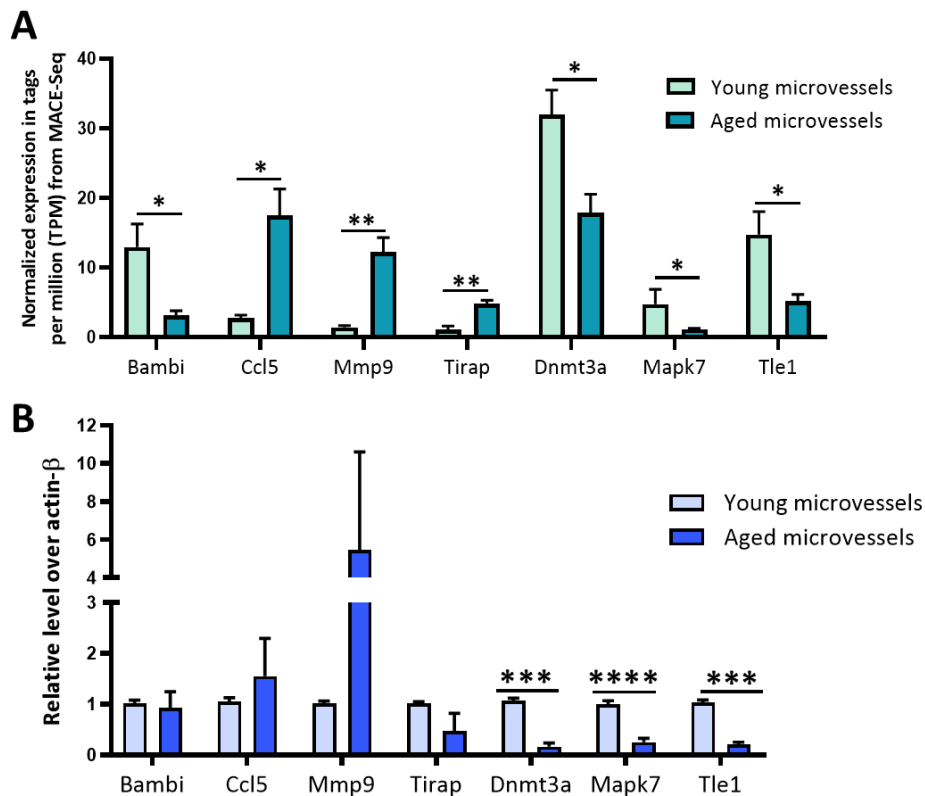 A
Normalized expression in tags
per million (TPM) from MACE-Seq
40
30
20
10
0
*
*
**
**
*
*
*
Young microvessels
Aged microvessels
Bambi Ccl5 Mmp9 Tirap Dnmt3a Mapk7 Tle1
B
Relative level over actin-β
12
10
8
6
4
3
2
1
0
*** **** ***
Young microvessels
Aged microvessels
Bambi Ccl5 Mmp9 Tirap Dnmt3a Mapk7 Tle1